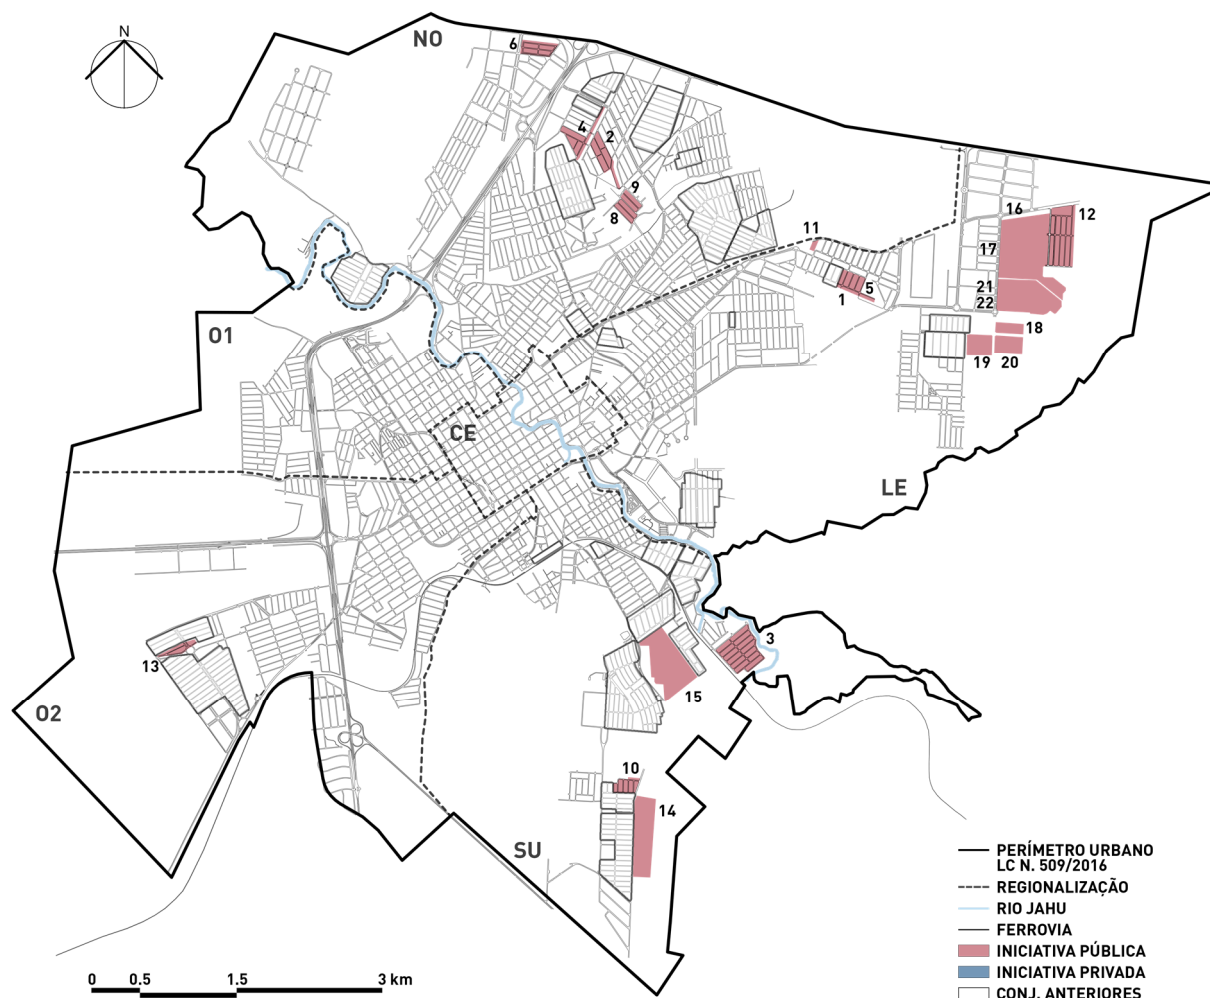 N
NO
6
4
2
9
8
16
12
11
17
5
1
21
22
18
19
20
O1
CE
LE
3
13
15
O2
10
14
SU
PERÍMETRO URBANO
LC N. 509/2016
REGIONALIZAÇÃO
RIO JAHU
FERROVIA
INICIATIVA PÚBLICA
INICIATIVA PRIVADA
CONJ. ANTERIORES
0 0.5 1.5 3 km